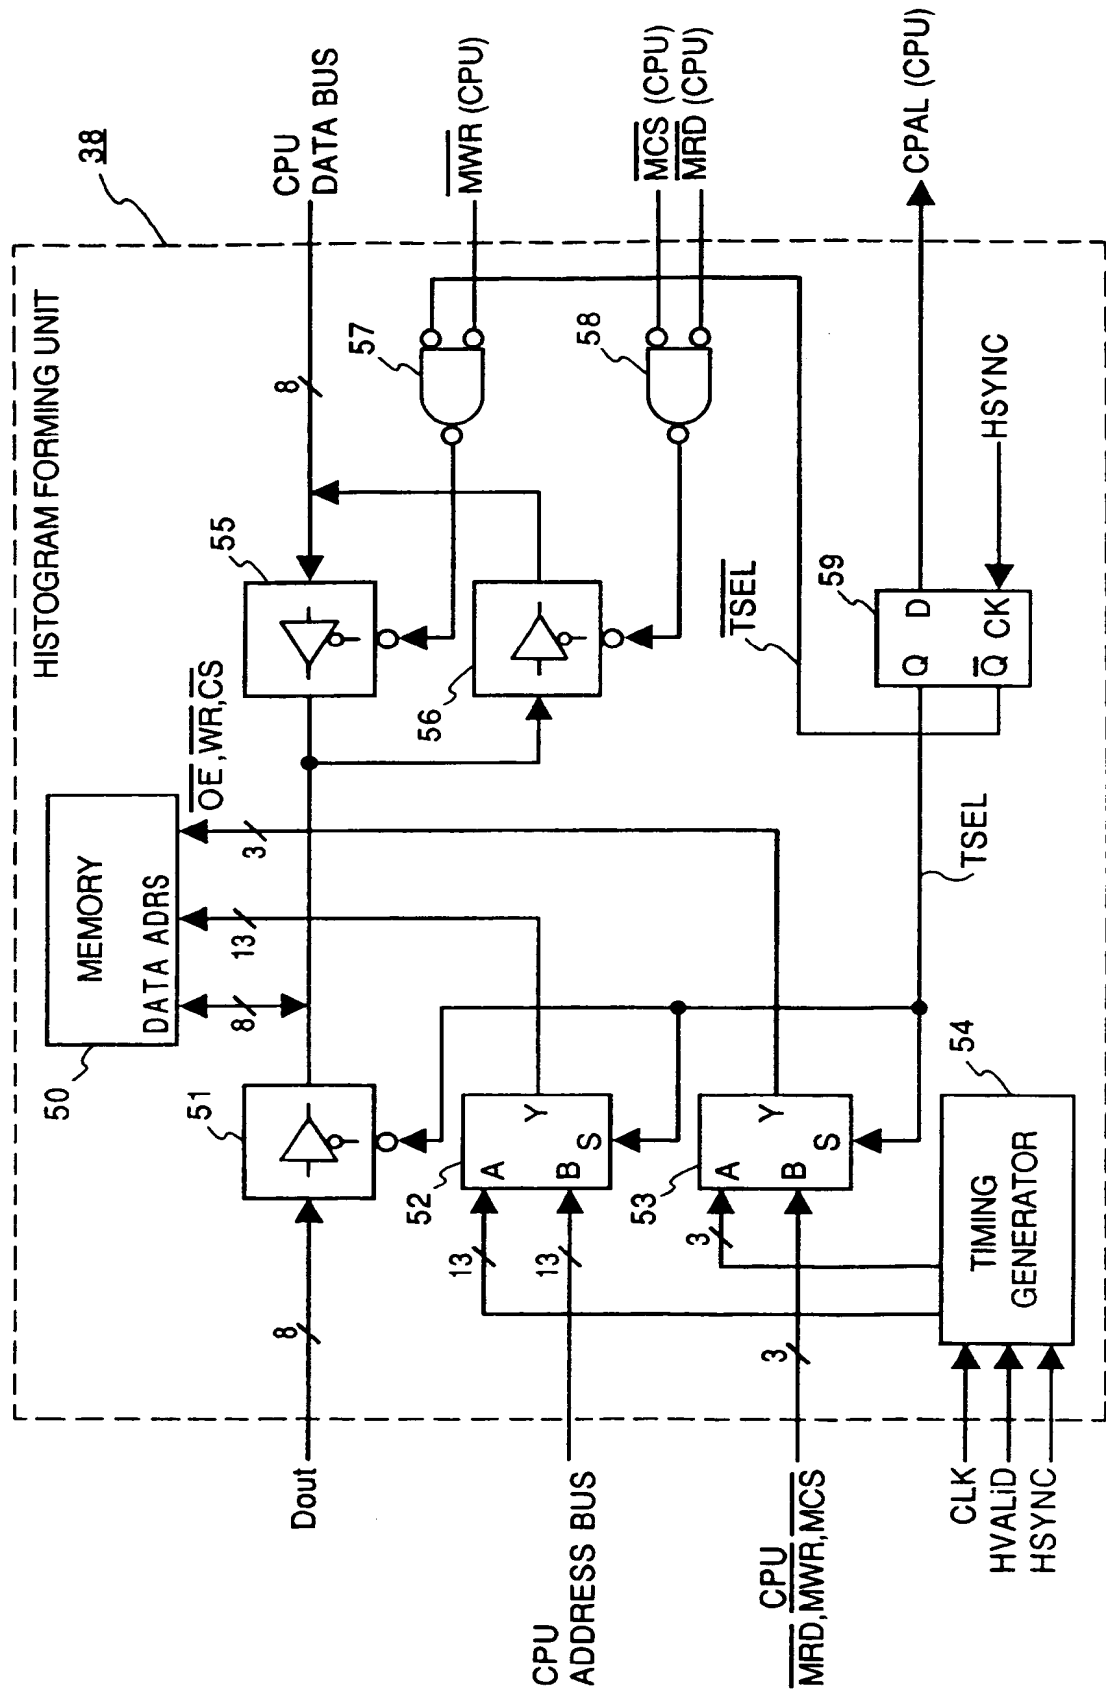 38
HISTOGRAM FORMING UNIT
CPU
DATA BUS
MWR (CPU)
MCS (CPU)
MRD (CPU)
CPAL (CPU)
HSYNC
8
55
56
57
58
59
OE, WR, CS
TSEL
Q D
Q CK
TSEL
MEMORY
DATA ADRS
50
8
13
3
51
52
A
B
Y
S
53
A
B
Y
S
54
TIMING
GENERATOR
8
13
13
3
3
Dout
CPU
ADDRESS BUS
CPU
MRD, MWR, MCS
CLK
HVALiD
HSYNC